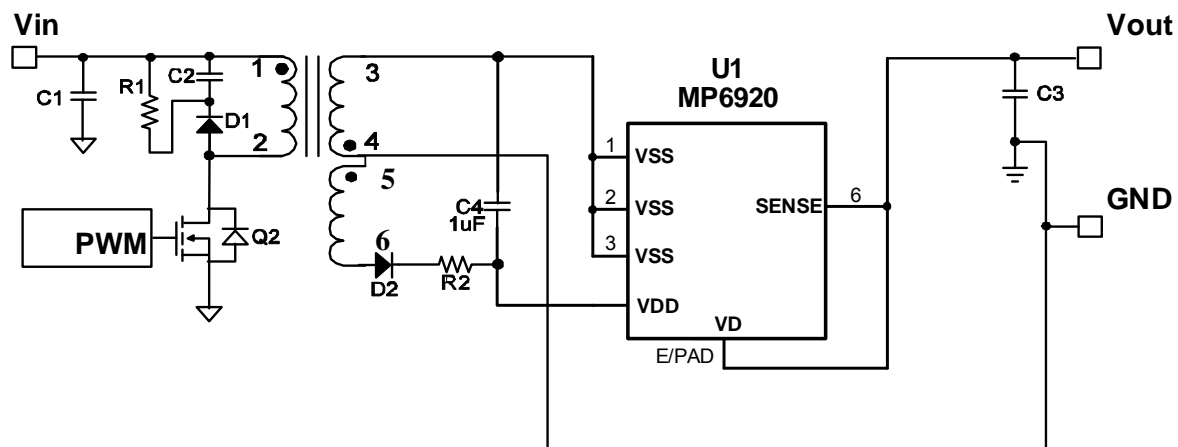 Vin
Vout
U1
MP6920
C1
R1
C2
D1
1
2
3
4
5
6
D2
R2
C4
1uF
PWM
Q2
1
VSS
2
VSS
3
VSS
VDD
SENSE
6
VD
E/PAD
C3
GND